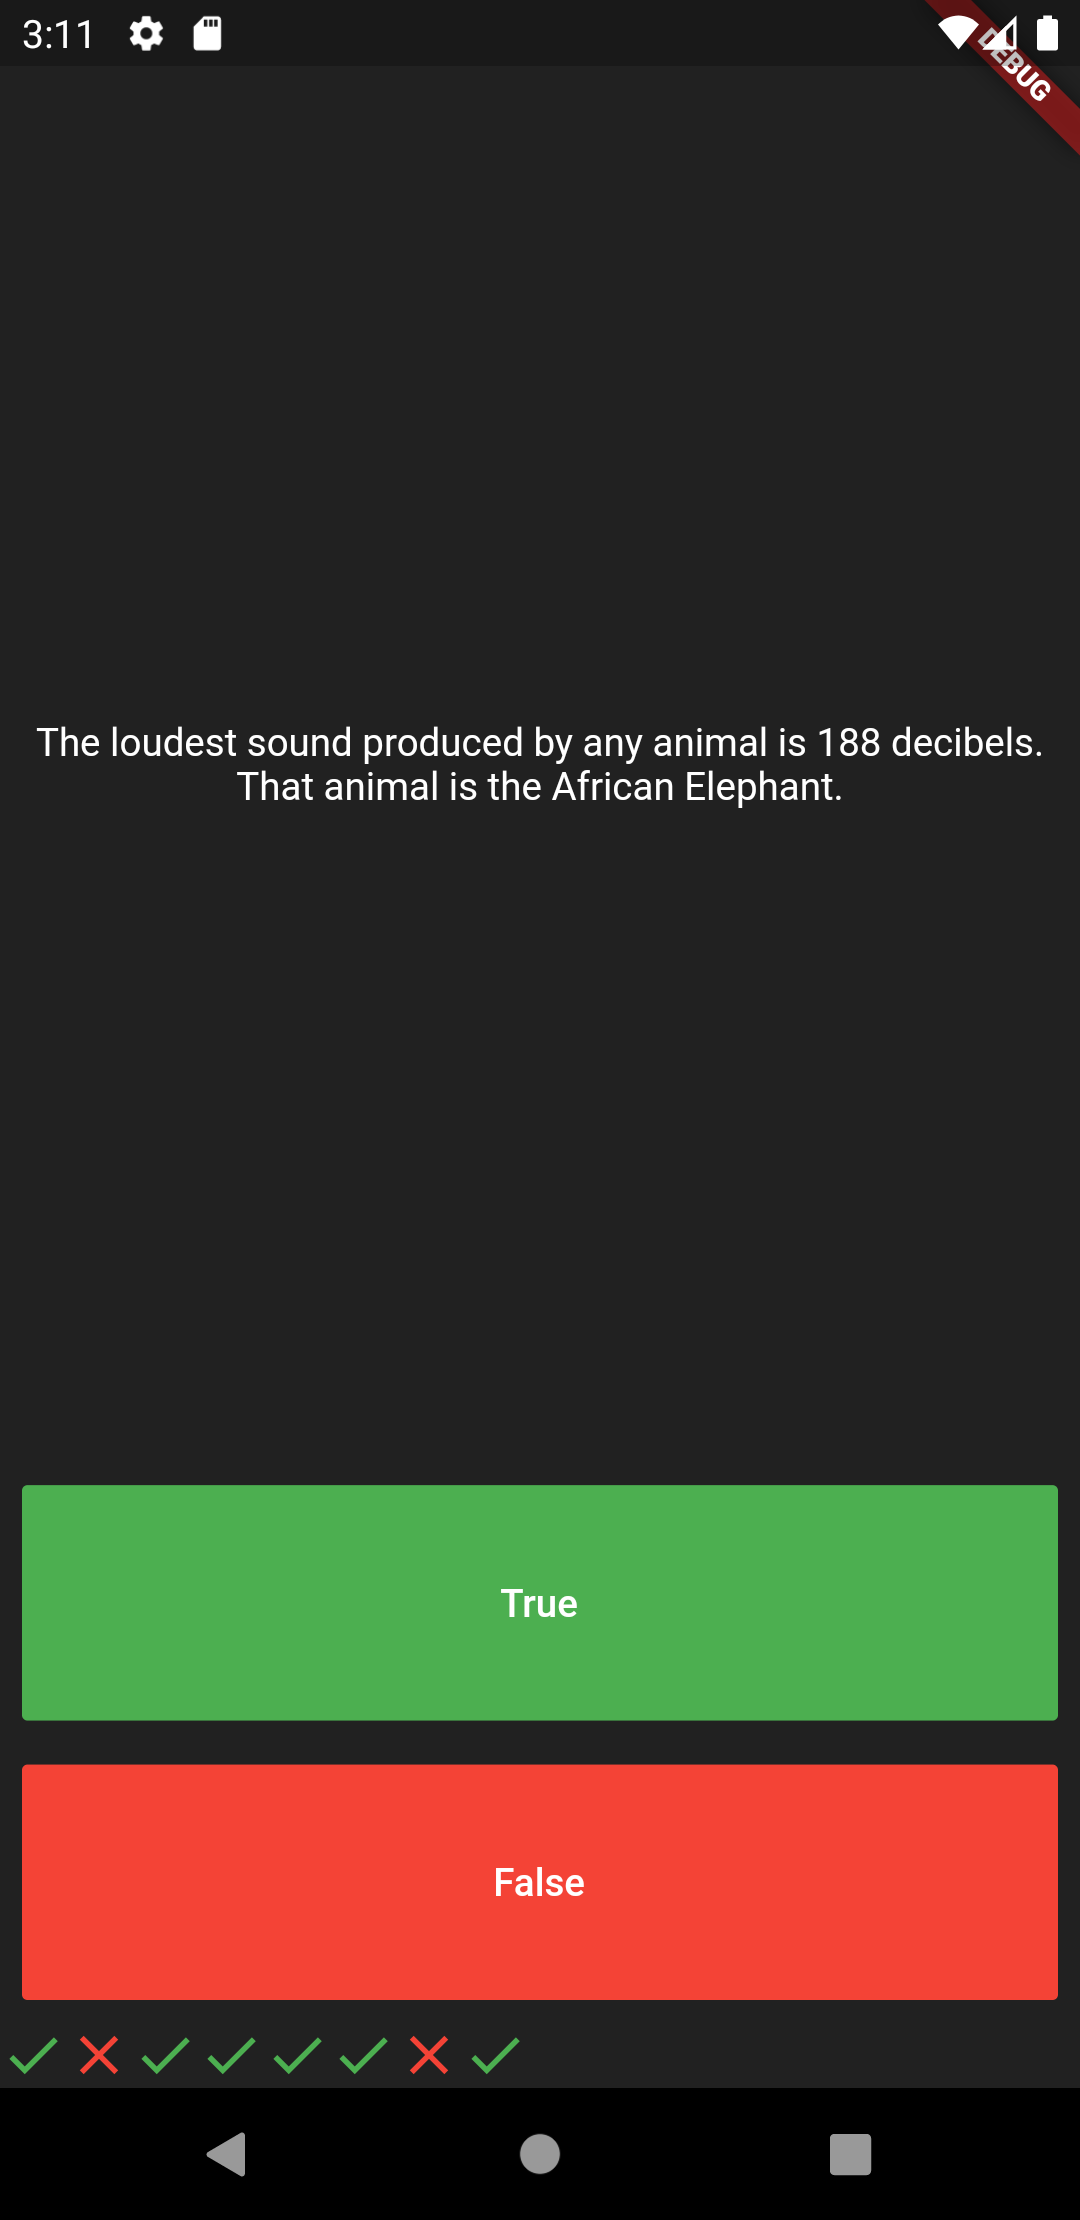 3:11
DEBUG
The loudest sound produced by any animal is 188 decibels.
That animal is the African Elephant.
True
False